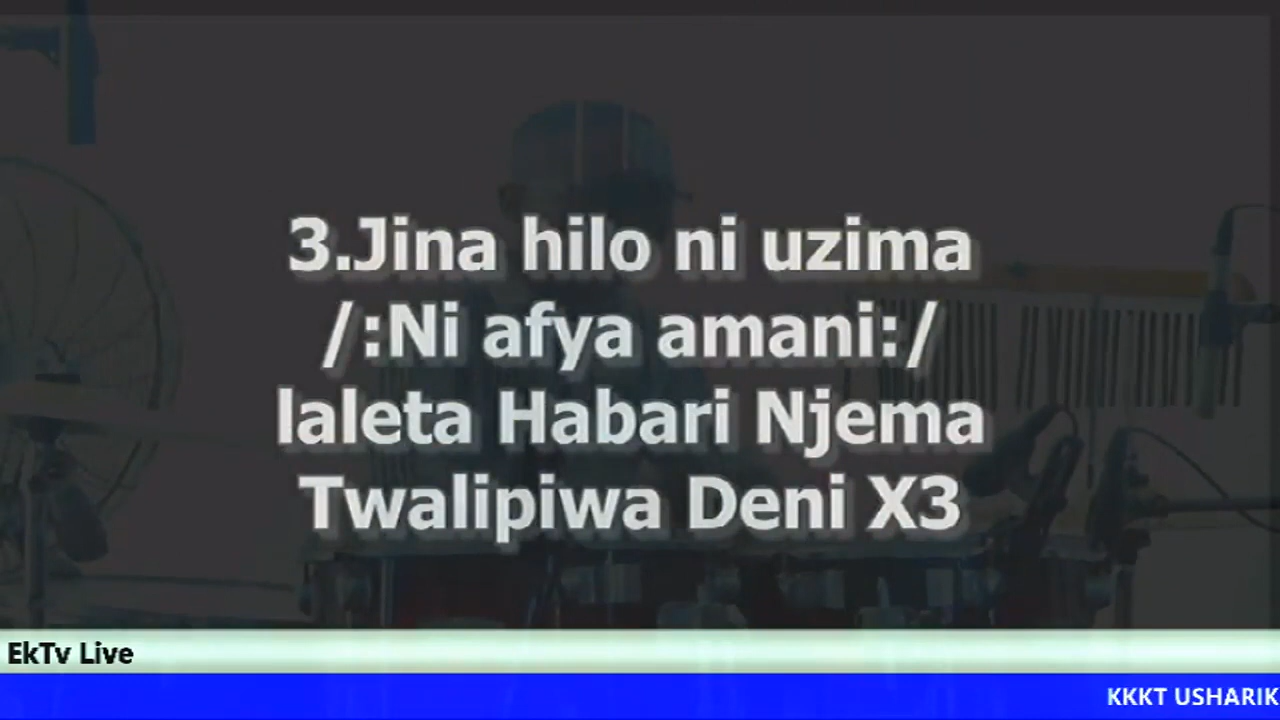 3.Jina hilo ni uzima
/:Ni afya amani:/
laleta Habari Njema
Twalipiwa Deni X3
EkTv Live
KKKT USHARIK